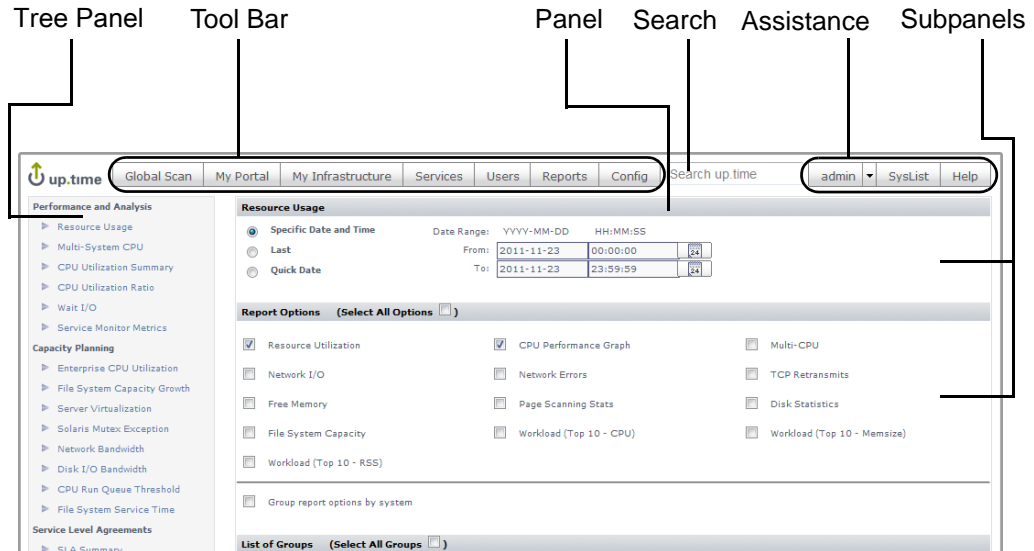 Tree Panel Tool Bar Panel Search Assistance Subpanels
up.time Global Scan My Portal My Infrastructure Services Users Reports Config Search up.time admin SysList Help
Performance and Analysis
Resource Usage
Multi-System CPU
CPU Utilization Summary
CPU Utilization Ratio
Wait I/O
Service Monitor Metrics
Capacity Planning
Enterprise CPU Utilization
File System Capacity Growth
Server Virtualization
Solaris Mutex Exception
Network Bandwidth
Disk I/O Bandwidth
CPU Run Queue Threshold
File System Service Time
Service Level Agreements
SLA Summary
Resource Usage
Specific Date and Time Date Range: YYYY-MM-DD HH:MM:SS
Last From: 2011-11-23 00:00:00 24
Quick Date To: 2011-11-23 23:59:59 24
Report Options (Select All Options )
Resource Utilization CPU Performance Graph Multi-CPU
Network I/O Network Errors TCP Retransmits
Free Memory Page Scanning Stats Disk Statistics
File System Capacity Workload (Top 10 - CPU) Workload (Top 10 - Memsize)
Workload (Top 10 - RSS)
Group report options by system
List of Groups (Select All Groups )